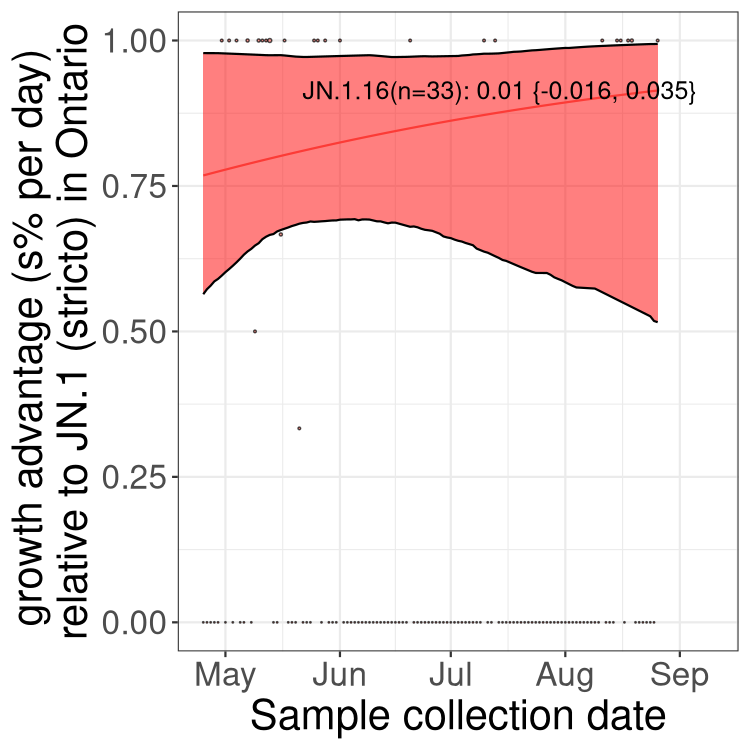 growth advantage (s% per day)
relative to JN.1 (stricto) in Ontario
1.00
0.75
0.50
0.25
0.00
JN.1.16(n=33): 0.01 {-0.016, 0.035}
May Jun Jul Aug Sep
Sample collection date